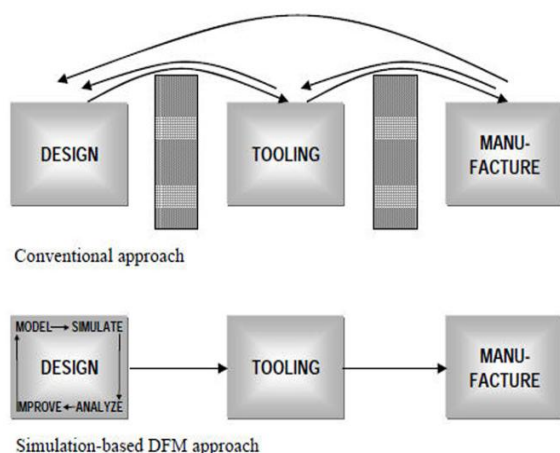 DESIGN
TOOLING
MANU-
FACTURE
Conventional approach
MODEL SIMULATE
DESIGN
IMPROVE ANALYZE
TOOLING
MANU-
FACTURE
Simulation-based DFM approach